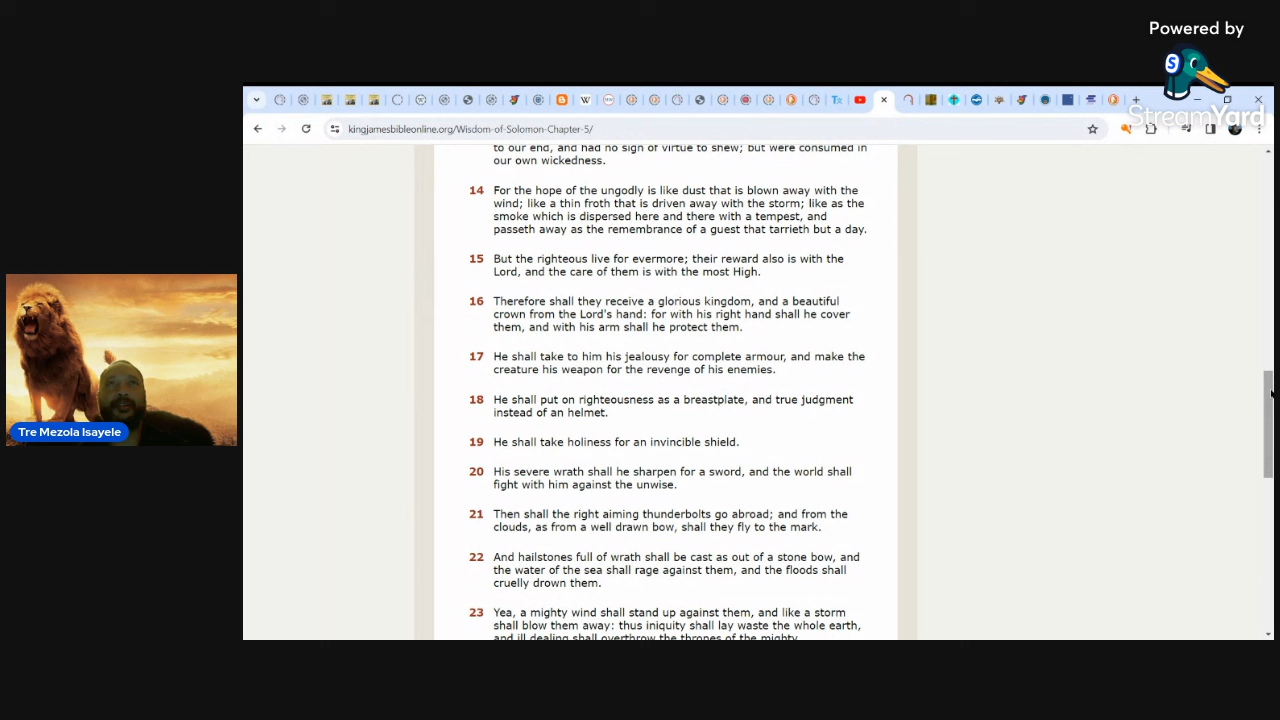 Powered by
S
StreamYard
kingjamesbibleonline.org/Wisdom-of-Solomon-Chapter-5/
to our end, and had no sign of virtue to shew; but were consumed in
our own wickedness.
14 For the hope of the ungodly is like dust that is blown away with the
wind; like a thin froth that is driven away with the storm; like as the
smoke which is dispersed here and there with a tempest, and
passeth away as the remembrance of a guest that tarrieth but a day.
15 But the righteous live for evermore; their reward also is with the
Lord, and the care of them is with the most High.
16 Therefore shall they receive a glorious kingdom, and a beautiful
crown from the Lord's hand: for with his right hand shall he cover
them, and with his arm shall he protect them.
17 He shall take to him his jealousy for complete armour, and make the
creature his weapon for the revenge of his enemies.
18 He shall put on righteousness as a breastplate, and true judgment
instead of an helmet.
19 He shall take holiness for an invincible shield.
20 His severe wrath shall he sharpen for a sword, and the world shall
fight with him against the unwise.
21 Then shall the right aiming thunderbolts go abroad; and from the
clouds, as from a well drawn bow, shall they fly to the mark.
22 And hailstones full of wrath shall be cast as out of a stone bow, and
the water of the sea shall rage against them, and the floods shall
cruelly drown them.
23 Yea, a mighty wind shall stand up against them, and like a storm
shall blow them away: thus iniquity shall lay waste the whole earth,
and ill dealing shall overthrow the thrones of the mighty.
Tre Mezola Isayele